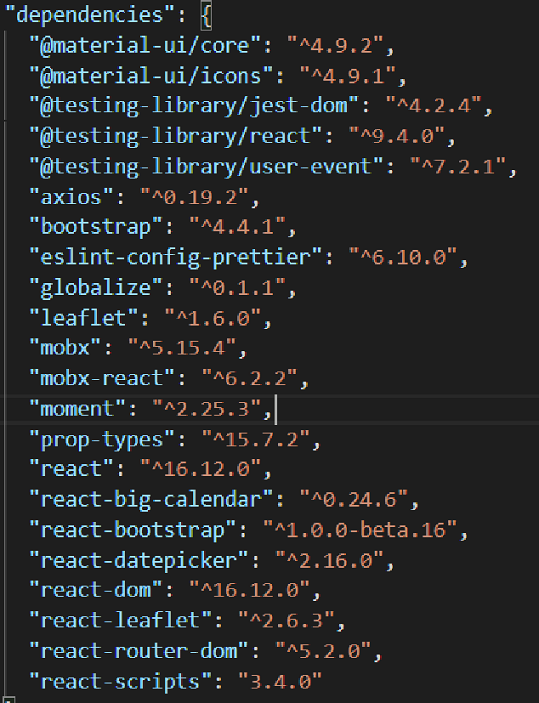 "dependencies": {
"@material-ui/core": "^4.9.2",
"@material-ui/icons": "^4.9.1",
"@testing-library/jest-dom": "^4.2.4",
"@testing-library/react": "^9.4.0",
"@testing-library/user-event": "^7.2.1",
"axios": "^0.19.2",
"bootstrap": "^4.4.1",
"eslint-config-prettier": "^6.10.0",
"globalize": "^0.1.1",
"leaflet": "^1.6.0",
"mobx": "^5.15.4",
"mobx-react": "^6.2.2",
"moment": "^2.25.3",
"prop-types": "^15.7.2",
"react": "^16.12.0",
"react-big-calendar": "^0.24.6",
"react-bootstrap": "^1.0.0-beta.16",
"react-datepicker": "^2.16.0",
"react-dom": "^16.12.0",
"react-leaflet": "^2.6.3",
"react-router-dom": "^5.2.0",
"react-scripts": "3.4.0"